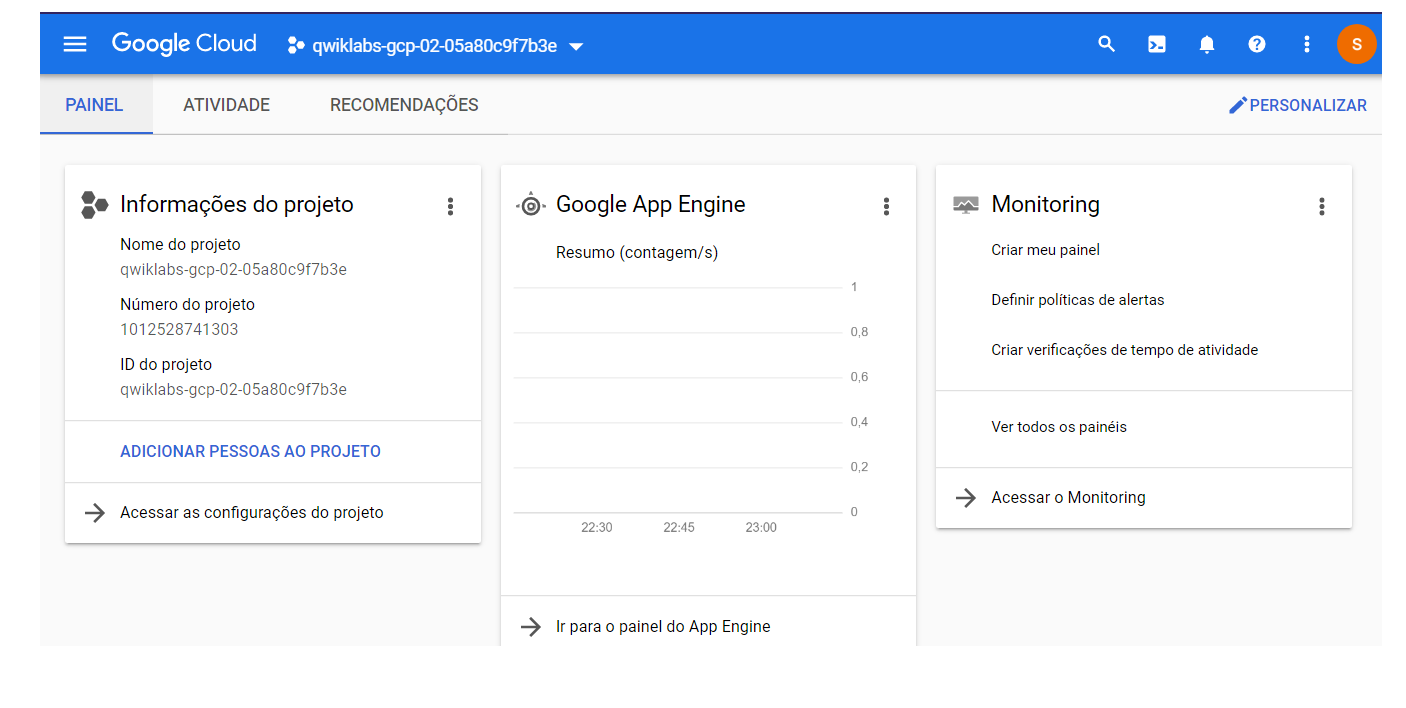 Google Cloud
qwiklabs-gcp-02-05a80c9f7b3e
S
PAINEL
ATIVIDADE
RECOMENDAÇÕES
PERSONALIZAR
Informações do projeto
Nome do projeto
qwiklabs-gcp-02-05a80c9f7b3e
Número do projeto
1012528741303
ID do projeto
qwiklabs-gcp-02-05a80c9f7b3e
ADICIONAR PESSOAS AO PROJETO
Acessar as configurações do projeto
Google App Engine
Resumo (contagem/s)
1
0,8
0,6
0,4
0,2
0
22:30 22:45 23:00
Ir para o painel do App Engine
Monitoring
Criar meu painel
Definir políticas de alertas
Criar verificações de tempo de atividade
Ver todos os painéis
Acessar o Monitoring